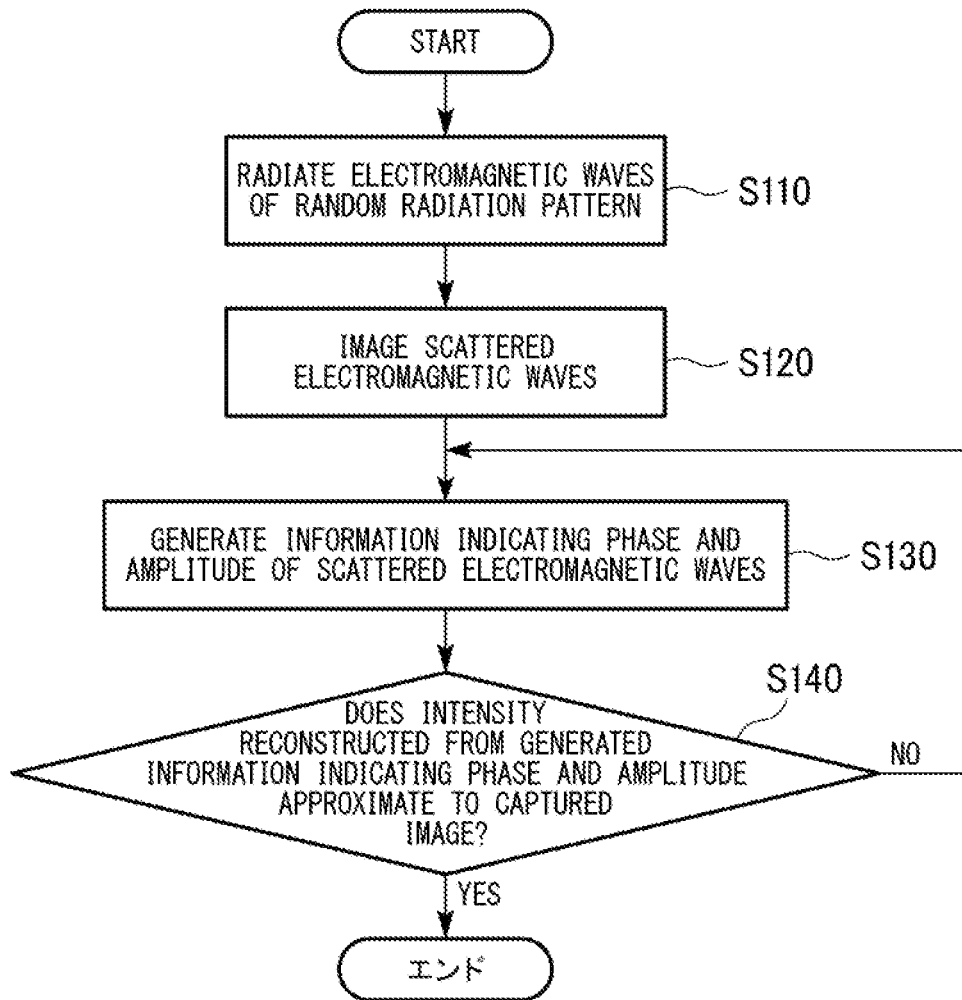 START
RADIATE ELECTROMAGNETIC WAVES
OF RANDOM RADIATION PATTERN
S110
IMAGE SCATTERED
ELECTROMAGNETIC WAVES
S120
GENERATE INFORMATION INDICATING PHASE AND
AMPLITUDE OF SCATTERED ELECTROMAGNETIC WAVES
S130
S140
DOES INTENSITY
RECONSTRUCTED FROM GENERATED
INFORMATION INDICATING PHASE AND AMPLITUDE
APPROXIMATE TO CAPTURED
IMAGE?
NO
YES
エンド